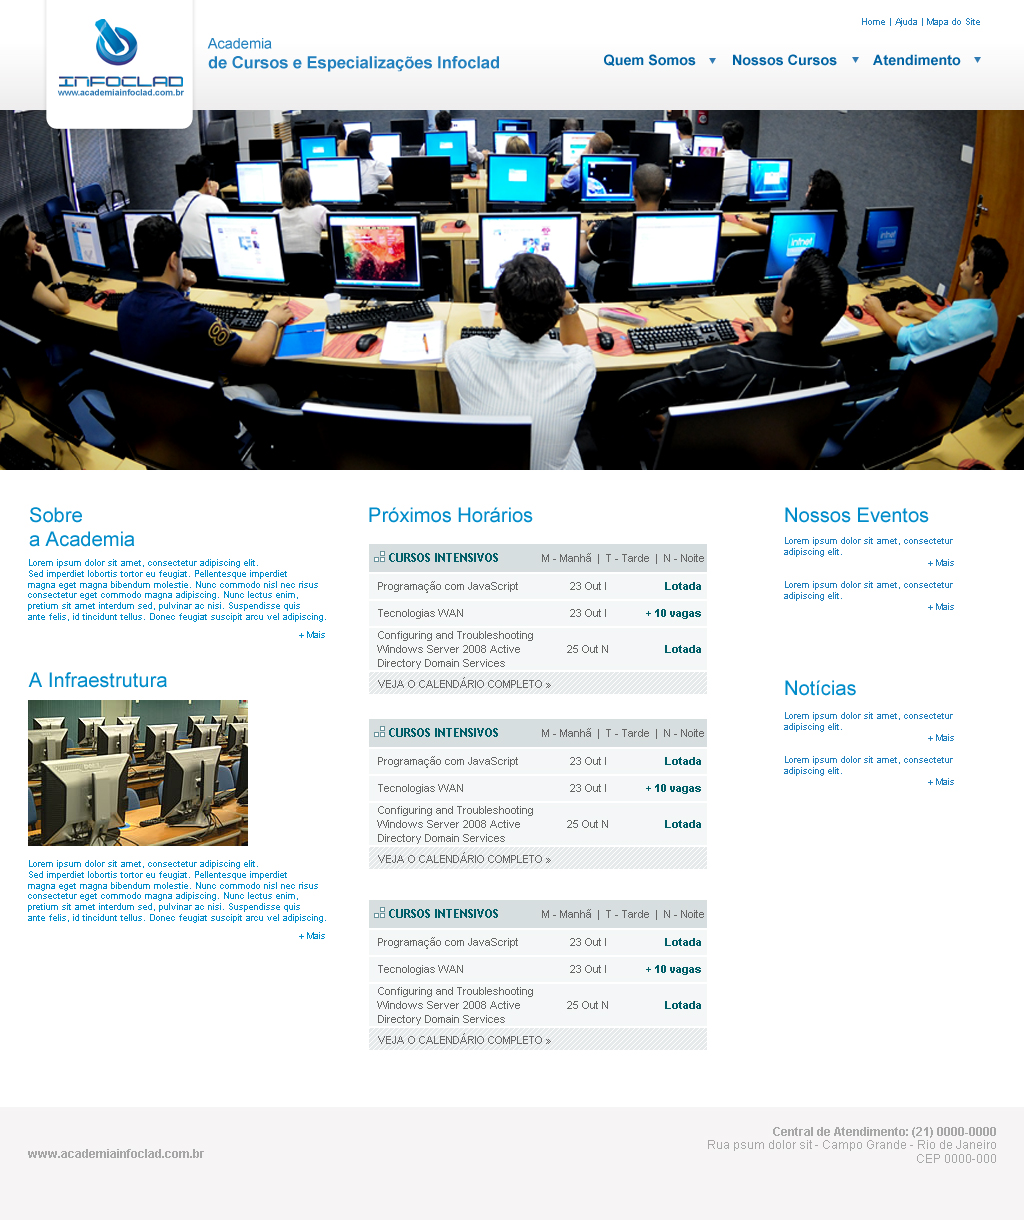 Home | Ajuda | Mapa do Site
INFOCLAD
www.academiainfoclad.com.br
Academia
de Cursos e Especializações Infoclad
Quem Somos
Nossos Cursos
Atendimento
intnet
intnet
Sobre
a Academia
Lorem ipsum dolor sit amet, consectetur adipiscing elit.
Sed imperdiet lobortis tortor eu feugiat. Pellentesque imperdiet
magna eget magna bibendum molestie. Nunc commodo nisl nec risus
consectetur eget commodo magna adipiscing. Nunc lectus enim,
pretium sit amet interdum sed, pulvinar ac nisi. Suspendisse quis
ante felis, id tincidunt tellus. Donec feugiat suscipit arcu vel adipiscing.
+ Mais
A Infraestrutura
Lorem ipsum dolor sit amet, consectetur adipiscing elit.
Sed imperdiet lobortis tortor eu feugiat. Pellentesque imperdiet
magna eget magna bibendum molestie. Nunc commodo nisl nec risus
consectetur eget commodo magna adipiscing. Nunc lectus enim,
pretium sit amet interdum sed, pulvinar ac nisi. Suspendisse quis
ante felis, id tincidunt tellus. Donec feugiat suscipit arcu vel adipiscing.
+ Mais
Próximos Horários
CURSOS INTENSIVOS M - Manhã | T - Tarde | N - Noite
Programação com JavaScript 23 Out I Lotada
Tecnologias WAN 23 Out I + 10 vagas
Configuring and Troubleshooting
Windows Server 2008 Active 25 Out N Lotada
Directory Domain Services
VEJA O CALENDÁRIO COMPLETO »
CURSOS INTENSIVOS M - Manhã | T - Tarde | N - Noite
Programação com JavaScript 23 Out I Lotada
Tecnologias WAN 23 Out I + 10 vagas
Configuring and Troubleshooting
Windows Server 2008 Active 25 Out N Lotada
Directory Domain Services
VEJA O CALENDÁRIO COMPLETO »
CURSOS INTENSIVOS M - Manhã | T - Tarde | N - Noite
Programação com JavaScript 23 Out I Lotada
Tecnologias WAN 23 Out I + 10 vagas
Configuring and Troubleshooting
Windows Server 2008 Active 25 Out N Lotada
Directory Domain Services
VEJA O CALENDÁRIO COMPLETO »
Nossos Eventos
Lorem ipsum dolor sit amet, consectetur
adipiscing elit.
+ Mais
Lorem ipsum dolor sit amet, consectetur
adipiscing elit.
+ Mais
Notícias
Lorem ipsum dolor sit amet, consectetur
adipiscing elit.
+ Mais
Lorem ipsum dolor sit amet, consectetur
adipiscing elit.
+ Mais
www.academiainfoclad.com.br
Central de Atendimento: (21) 0000-0000
Rua psum dolor sit - Campo Grande - Rio de Janeiro
CEP 0000-000